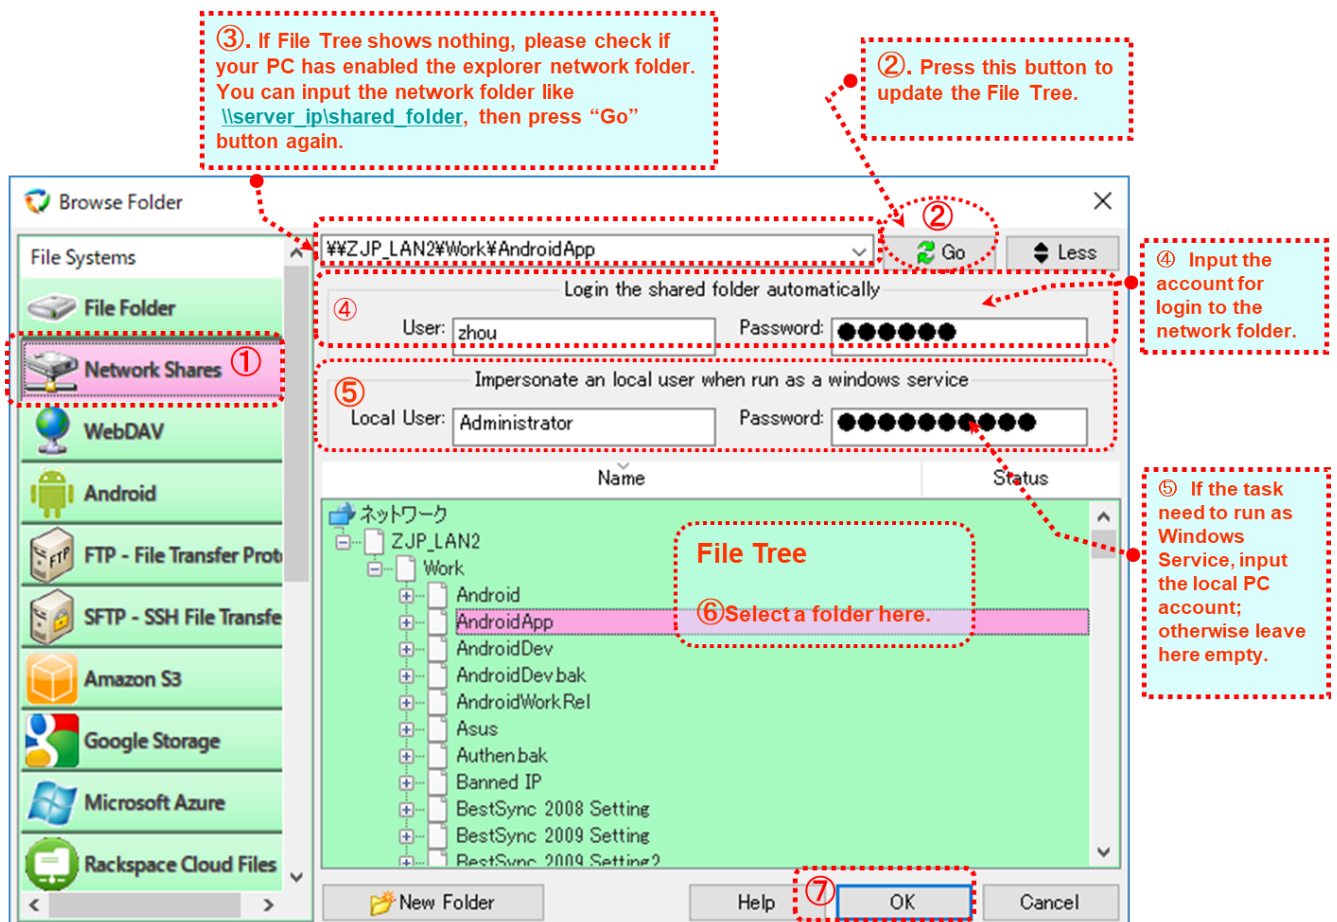 ③. If File Tree shows nothing, please check if
your PC has enabled the explorer network folder.
You can input the network folder like
\\server_ip\shared_folder, then press “Go”
button again.
②. Press this button to
update the File Tree.
Browse Folder
②
File Systems
¥¥ZJP_LAN2¥Work¥AndroidApp
Go
Less
④ Input the
account for
login to the
network folder.
File Folder
Network Shares ①
WebDAV
Android
FTP - File Transfer Prot
SFTP - SSH File Transfe
Amazon S3
Google Storage
Microsoft Azure
Rackspace Cloud Files
Login the shared folder automatically
④
User: zhou Password: ●●●●●●
Impersonate an local user when run as a windows service
⑤
Local User: Administrator Password: ●●●●●●●●●●
⑤ If the task
need to run as
Windows
Service, input
the local PC
account;
otherwise leave
here empty.
Name Status
ネットワーク
ZJP_LAN2
Work
Android
AndroidApp
AndroidDev
AndroidDev.bak
AndroidWorkRel
Asus
Authen.bak
Banned IP
BestSync 2008 Setting
BestSync 2009 Setting
BestSync 2009 Setting2
File Tree
⑥Select a folder here.
New Folder
Help
⑦
OK
Cancel
FTP